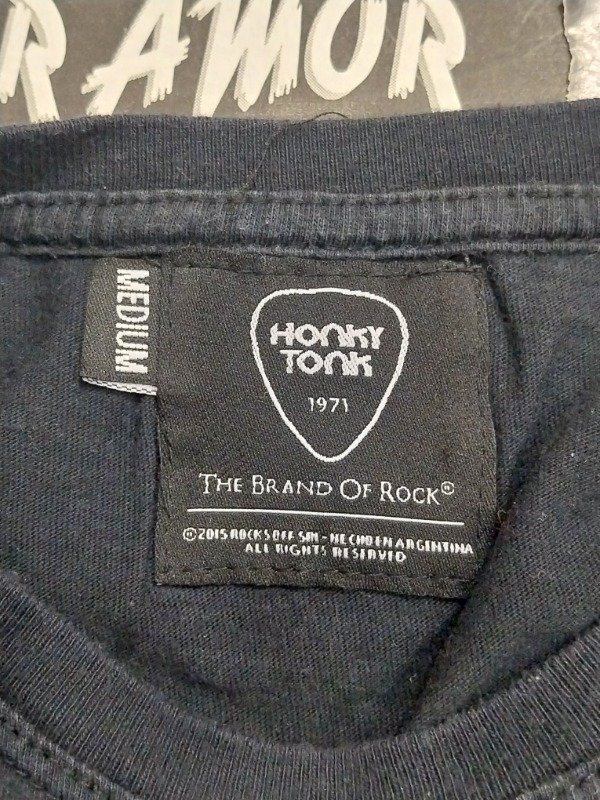 R AMOR
MEDIUM
HONKY
TONK
1971
THE BRAND OF ROCK®
©2015 ROCKS OFF SRL - HECHO EN ARGENTINA
ALL RIGHTS RESERVED